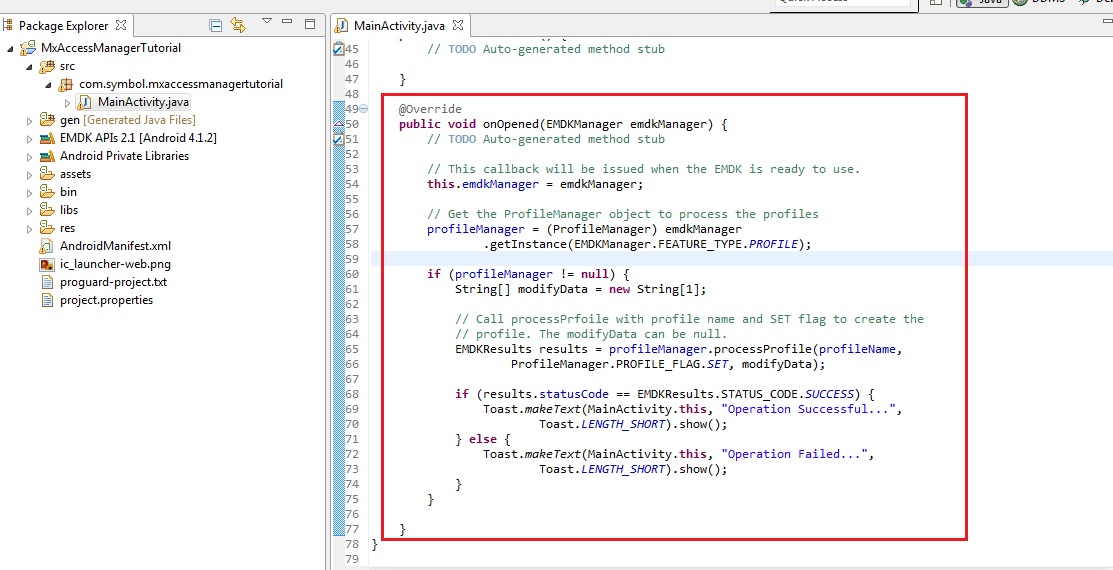 Package Explorer
MxAccessManagerTutorial
src
com.symbol.mxaccessmanagertutorial
MainActivity.java
gen [Generated Java Files]
EMDK APIs 2.1 [Android 4.1.2]
Android Private Libraries
assets
bin
libs
res
AndroidManifest.xml
ic_launcher-web.png
proguard-project.txt
project.properties
Java
MainActivity.java
45 // TODO Auto-generated method stub
46
47 }
48
49 @Override
50 public void onOpened(EMDKManager emdkManager) {
51 // TODO Auto-generated method stub
52
53 // This callback will be issued when the EMDK is ready to use.
54 this.emdkManager = emdkManager;
55
56 // Get the ProfileManager object to process the profiles
57 profileManager = (ProfileManager) emdkManager
58 .getInstance(EMDKManager.FEATURE_TYPE.PROFILE);
59
60 if (profileManager != null) {
61 String[] modifyData = new String[1];
62
63 // Call processPrfoile with profile name and SET flag to create the
64 // profile. The modifyData can be null.
65 EMDKResults results = profileManager.processProfile(profileName,
66 ProfileManager.PROFILE_FLAG.SET, modifyData);
67
68 if (results.statusCode == EMDKResults.STATUS_CODE.SUCCESS) {
69 Toast.makeText(MainActivity.this, "Operation Successful...",
70 Toast.LENGTH_SHORT).show();
71 } else {
72 Toast.makeText(MainActivity.this, "Operation Failed...",
73 Toast.LENGTH_SHORT).show();
74 }
75 }
76
77 }
78 }
79